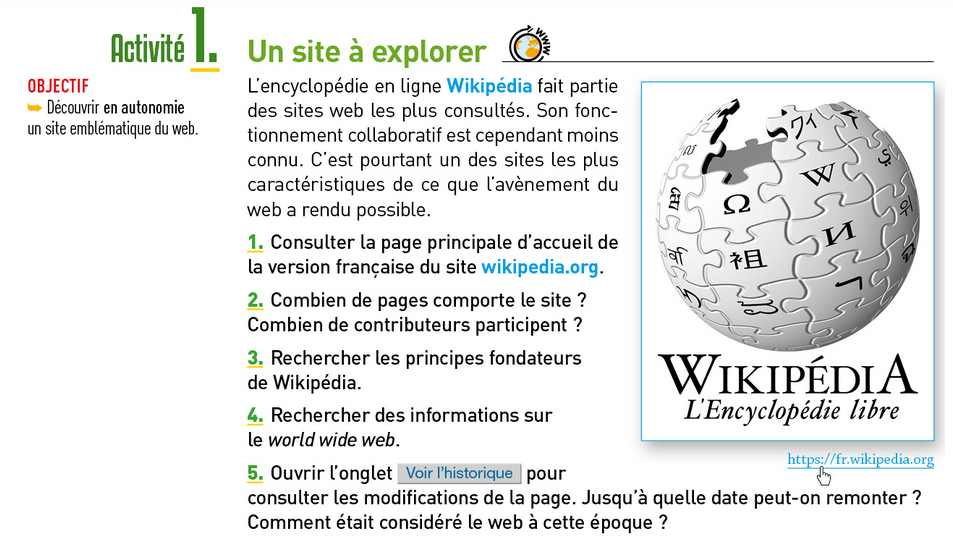 Activité 1.
Un site à explorer
WWW
OBJECTIF
Découvrir en autonomie
un site emblématique du web.
L'encyclopédie en ligne Wikipédia fait partie
des sites web les plus consultés. Son fonc-
tionnement collaboratif est cependant moins
connu. C'est pourtant un des sites les plus
caractéristiques de ce que l'avènement du
web a rendu possible.
1. Consulter la page principale d'accueil de
la version française du site wikipedia.org.
2. Combien de pages comporte le site ?
Combien de contributeurs participent ?
3. Rechercher les principes fondateurs
de Wikipédia.
4. Rechercher des informations sur
le world wide web.
5. Ouvrir l'onglet Voir l'historique pour
consulter les modifications de la page. Jusqu'à quelle date peut-on remonter ?
Comment était considéré le web à cette époque ?
ワィ
W
Ω
祖
И
WIKIPÉDIA
L'Encyclopédie libre
https://fr.wikipedia.org